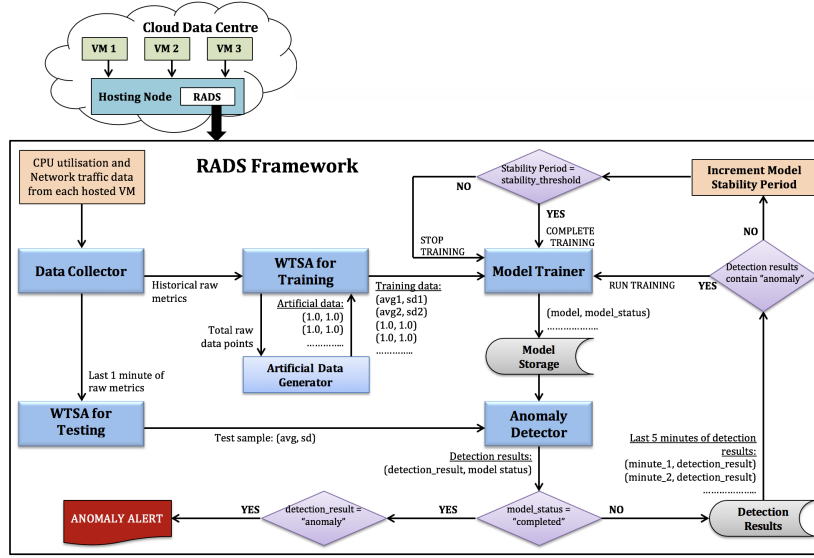 Cloud Data Centre
VM 1
VM 2
VM 3
Hosting Node
RADS
RADS Framework
CPU utilisation and
Network traffic data
from each hosted VM
Stability Period =
stability_threshold
Increment Model
Stability Period
NO
YES
STOP
TRAINING
COMPLETE
TRAINING
NO
Data Collector
Historical raw
metrics
WTSA for
Training
Training data:
(avg1, sd1)
(avg2, sd2)
(1.0, 1.0)
(1.0, 1.0)
..............
Model Trainer
RUN TRAINING
YES
Detection results
contain “anomaly”
Artificial data:
(1.0, 1.0)
(1.0, 1.0)
..............
Total raw
data points
Artificial Data
Generator
(model, model_status)
....................
Model
Storage
Last 1 minute of
raw metrics
WTSA for
Testing
Test sample: (avg, sd)
Anomaly
Detector
Detection results:
(detection_result, model status)
Last 5 minutes of detection
results:
(minute_1, detection_result)
(minute_2, detection_result)
....................
ANOMALY ALERT
YES
detection_result =
“anomaly”
YES
model_status =
“completed”
NO
Detection
Results